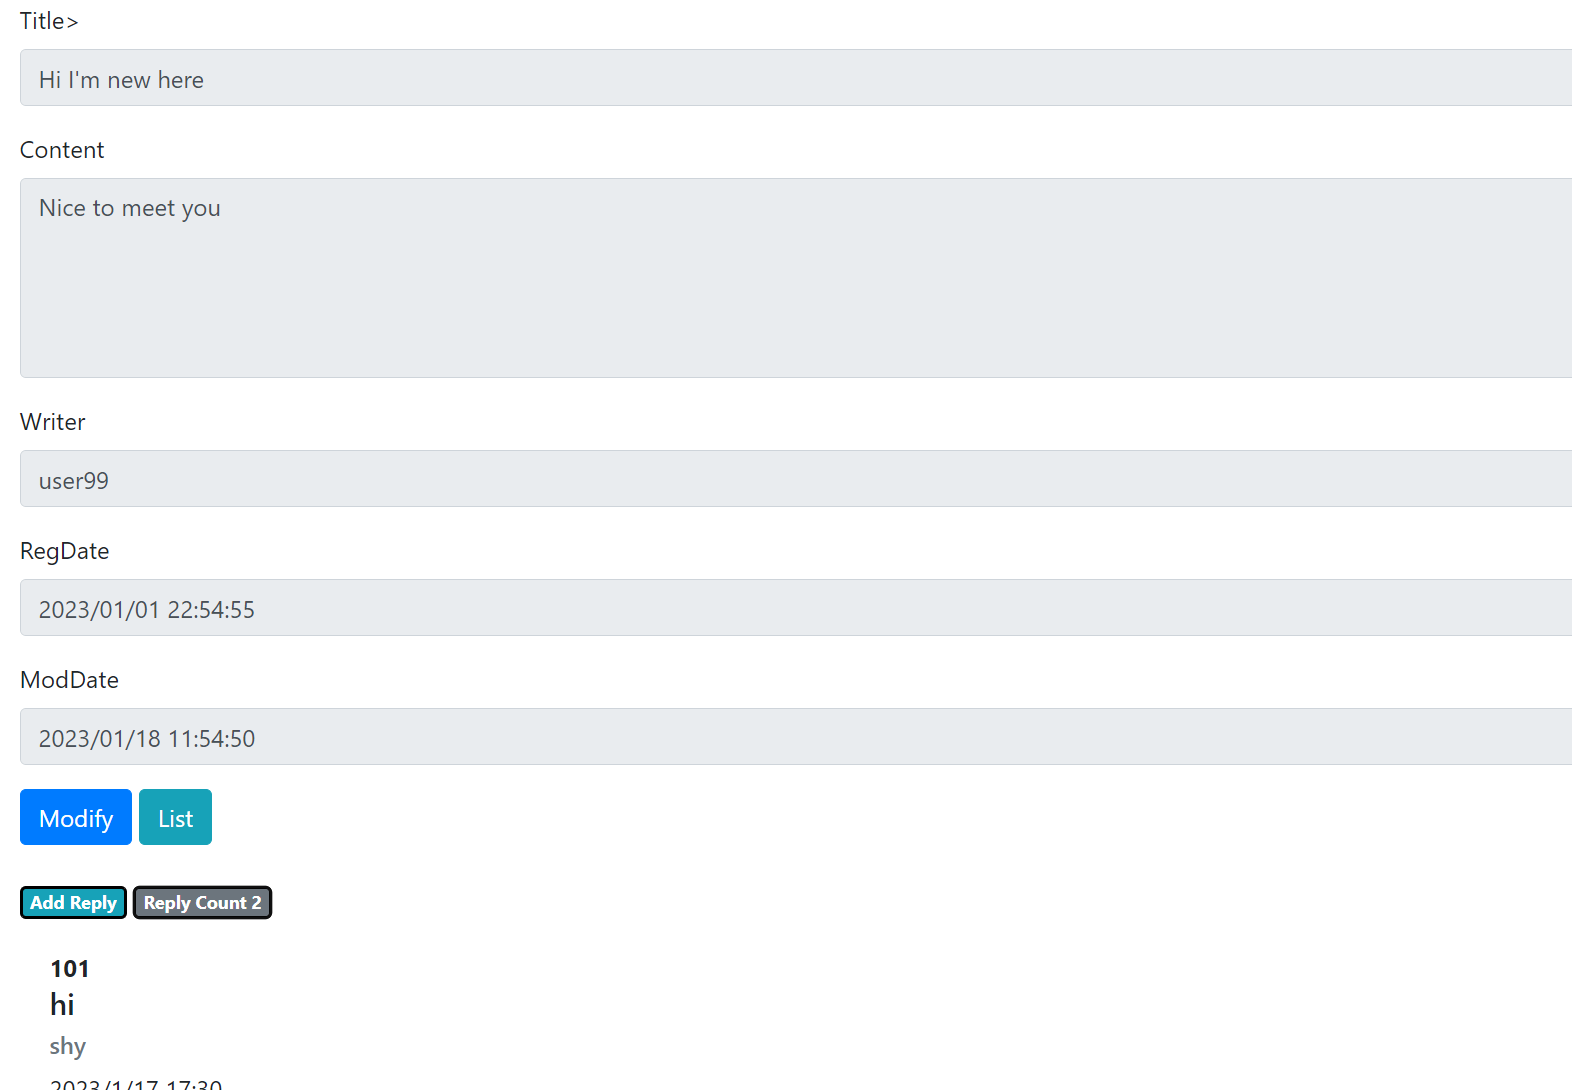 Title>
Hi I'm new here
Content
Nice to meet you
Writer
user99
RegDate
2023/01/01 22:54:55
ModDate
2023/01/18 11:54:50
Modify List
Add Reply Reply Count 2
101
hi
shy
2023/1/17 17:30